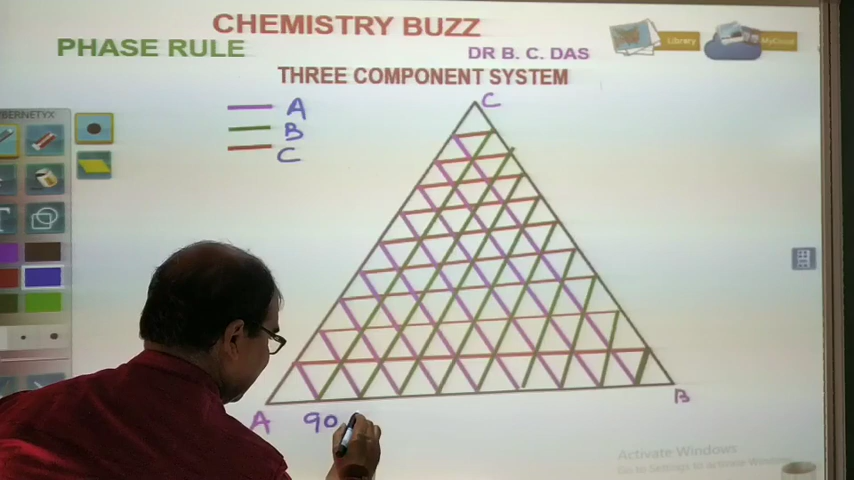 CHEMISTRY BUZZ
PHASE RULE
DR B. C. DAS
THREE COMPONENT SYSTEM
Library
MyCloud
A
B
C
C
A
B
90
Activate Windows
Go to Settings to activate Windows